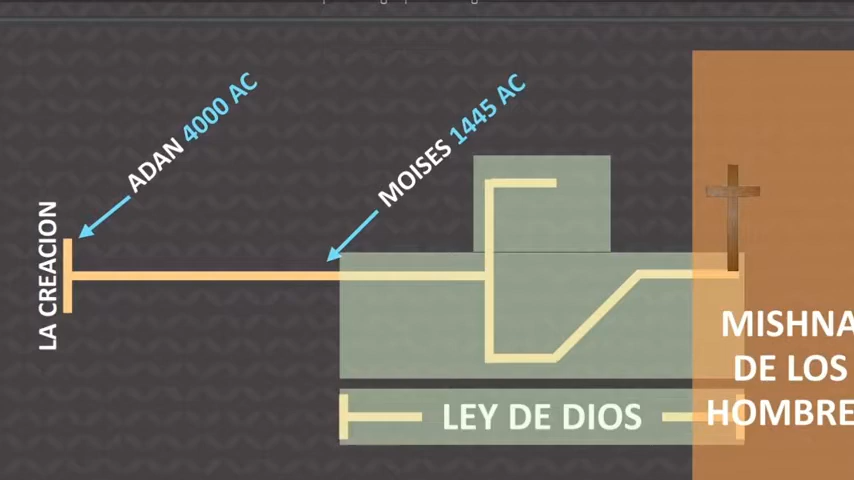 ADAN 4000 AC
MOISES 1445 AC
LA CREACION
MISHNA
DE LOS
HOMBRE
LEY DE DIOS